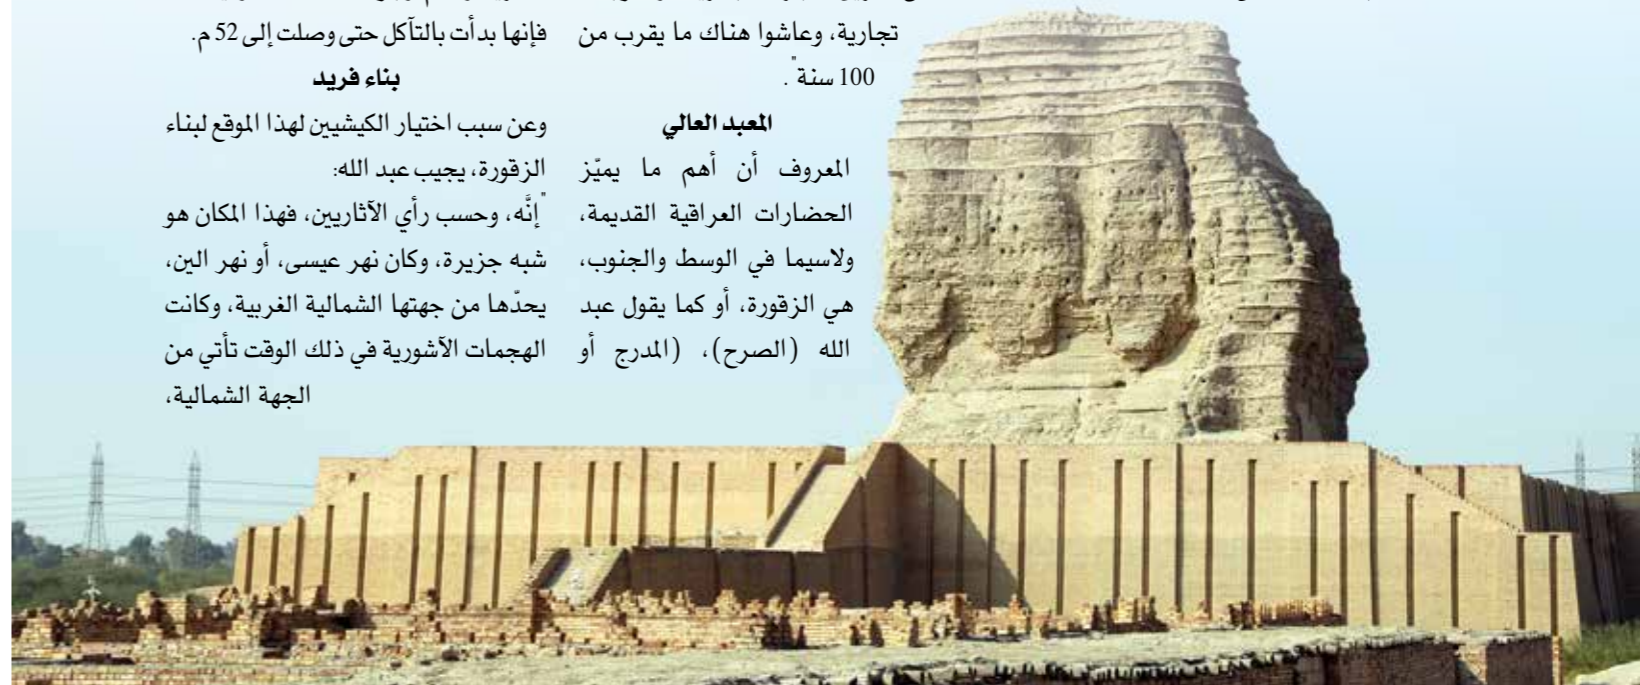 تجارية، وعاشوا هناك ما يقرب من
100 سنة".
المعبد العالي
المعروف أن أهم ما يميّز
الحضارات العراقية القديمة،
ولاسيما في الوسط والجنوب،
هي الزقورة، أو كما يقول عبد
الله (الصرح)، (المدرج أو
فإنها بدأت بالتآكل حتى وصلت إلى 52 م.
بناء فريد
وعن سبب اختيار الكيشيين لهذا الموقع لبناء
الزقورة، يجيب عبد الله:
"إنَّه، وحسب رأي الآثاريين، فهذا المكان هو
شبه جزيرة، وكان نهر عيسى، أو نهر الين،
يحدّها من جهتها الشمالية الغربية، وكانت
الهجمات الآشورية في ذلك الوقت تأتي من
الجهة الشمالية،